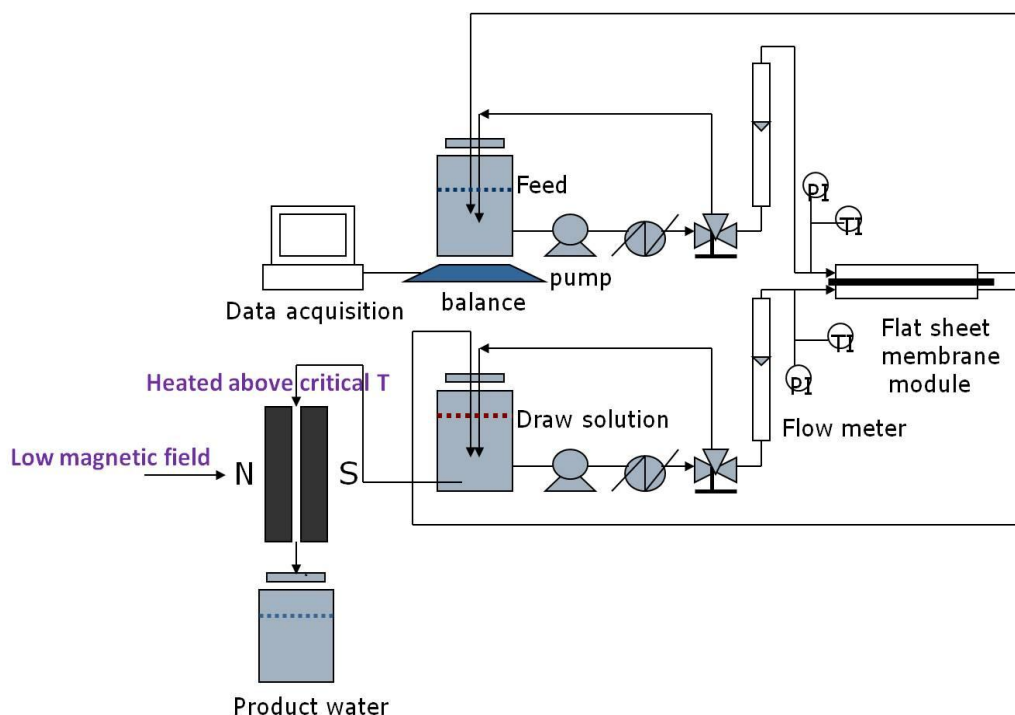 Feed
PI
TI
pump
balance
Data acquisition
Flat sheet
membrane
module
TI
PI
Heated above critical T
Draw solution
Flow meter
Low magnetic field
N
S
Product water